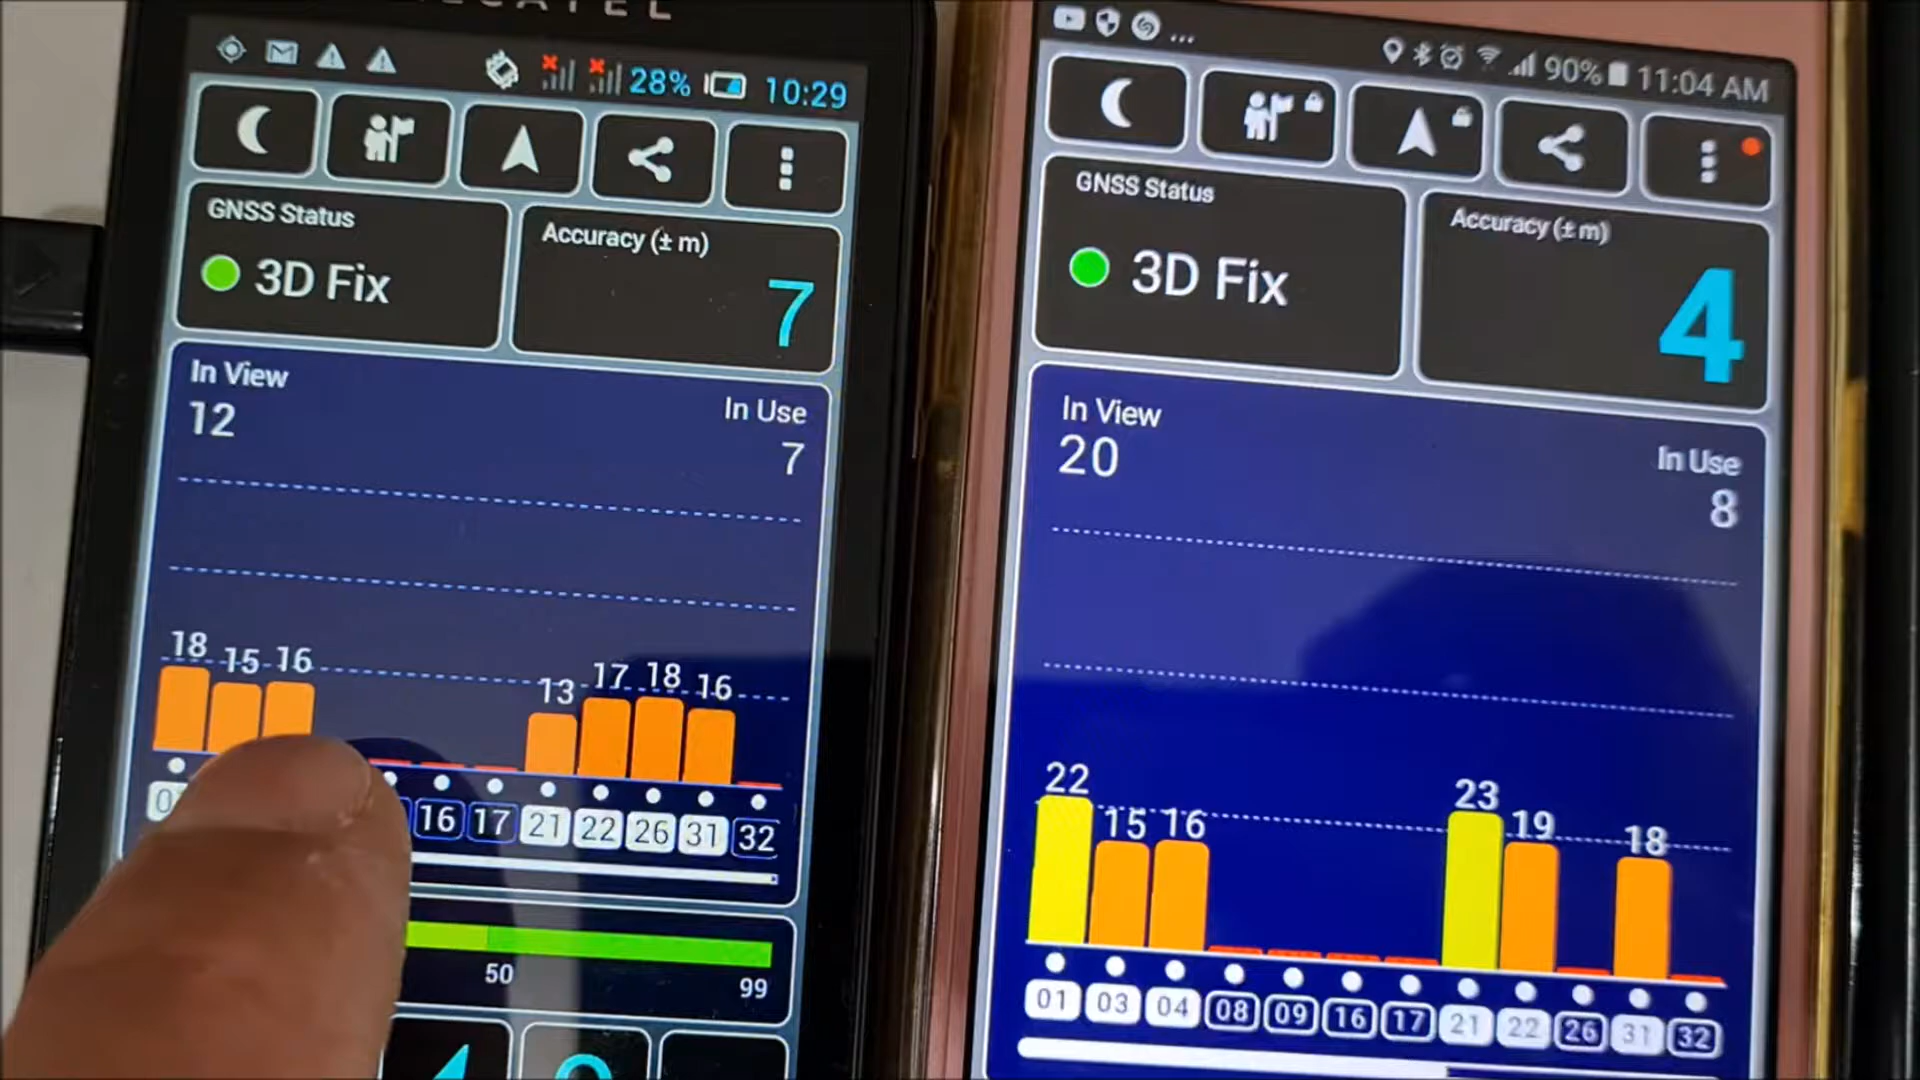 28% 10:29
GNSS Status
3D Fix
Accuracy (± m)
7
In View
12
In Use
7
18 15 16 13 17 18 16
16 17 21 22 26 31 32
50 99
... 90% 11:04 AM
GNSS Status
3D Fix
Accuracy (± m)
4
In View
20
In Use
8
22 15 16 23 19 18
01 03 04 08 09 16 17 21 22 26 31 32